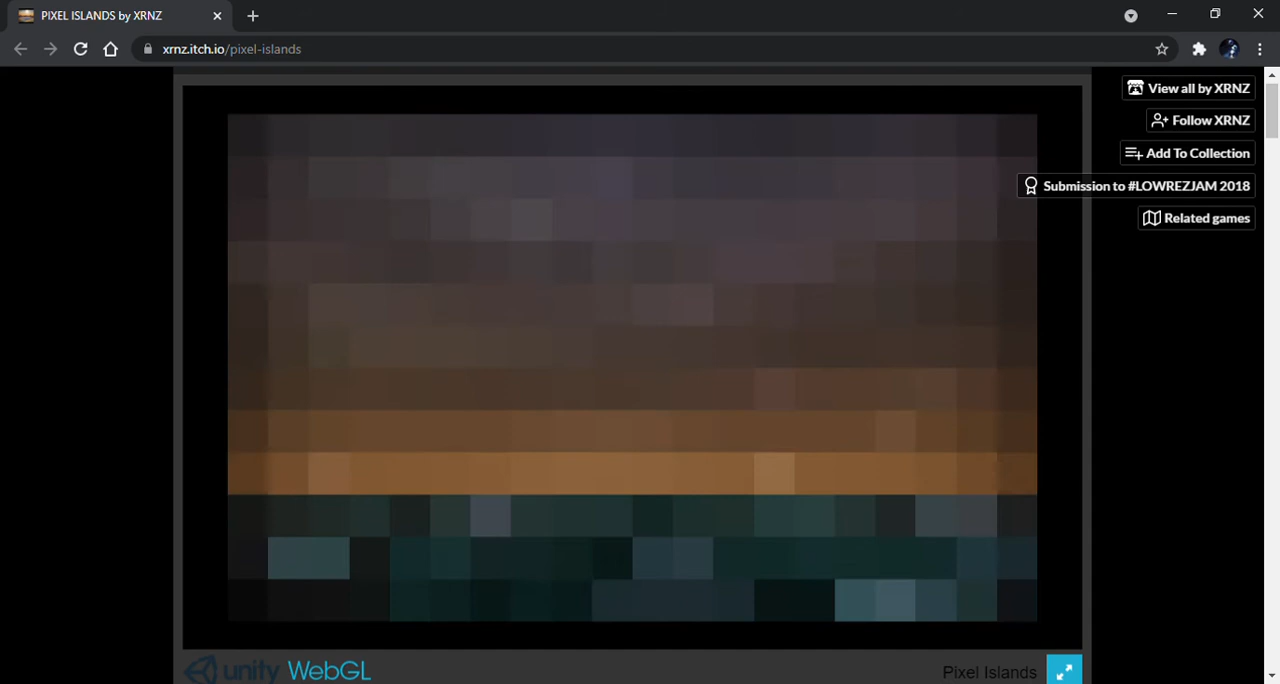 PIXEL ISLANDS by XRNZ
xrnz.itch.io/pixel-islands
View all by XRNZ
Follow XRNZ
Add To Collection
Submission to #LOWREZJAM 2018
Related games
unity WebGL
Pixel Islands